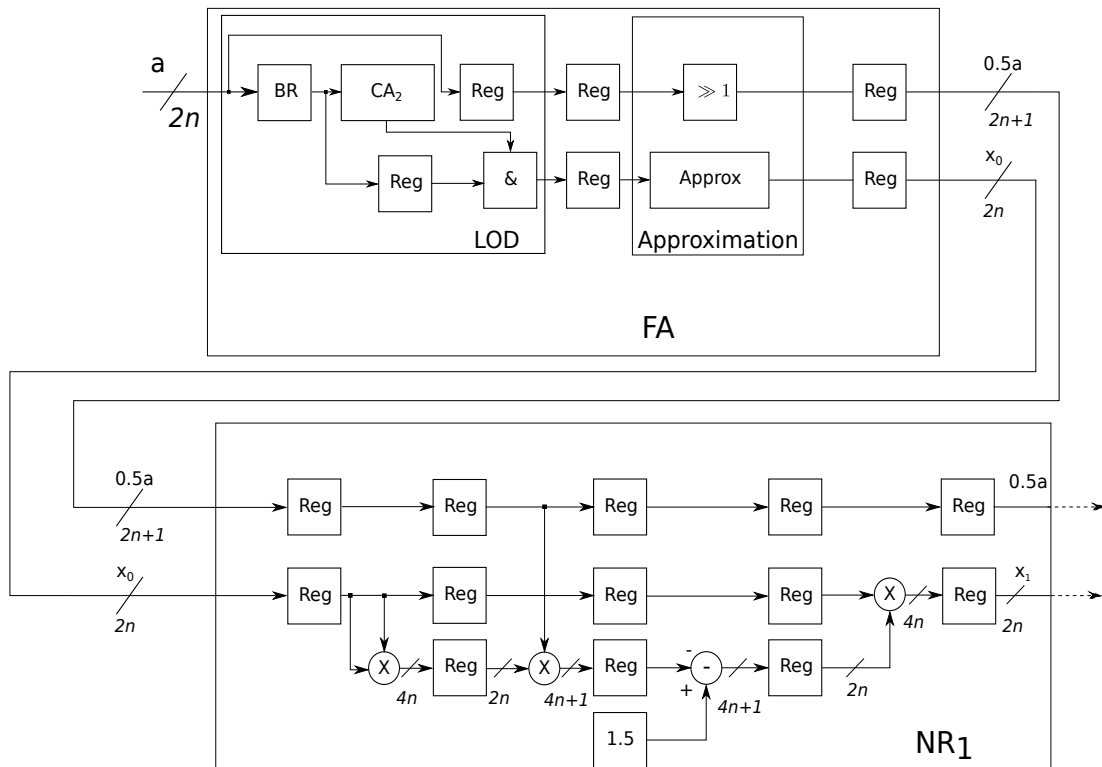 a
2n
BR
CA2
Reg
Reg
≫ 1
Reg
0.5a
2n+1
Reg
&
Reg
Approx
Reg
x0
2n
LOD
Approximation
FA
0.5a
2n+1
Reg
Reg
Reg
Reg
Reg
0.5a
x0
2n
Reg
Reg
Reg
Reg
X
4n
Reg
x1
2n
X
4n
Reg
2n
X
4n+1
Reg
-
+
-
4n+1
Reg
2n
1.5
NR1